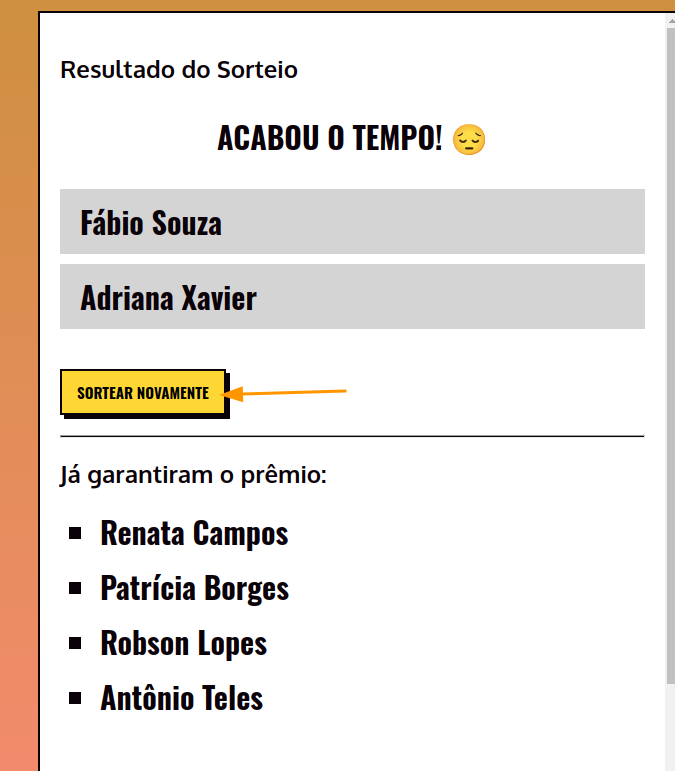 Resultado do Sorteio
ACABOU O TEMPO! 😔
Fábio Souza
Adriana Xavier
SORTEAR NOVAMENTE
Já garantiram o prêmio:
Renata Campos
Patrícia Borges
Robson Lopes
Antônio Teles